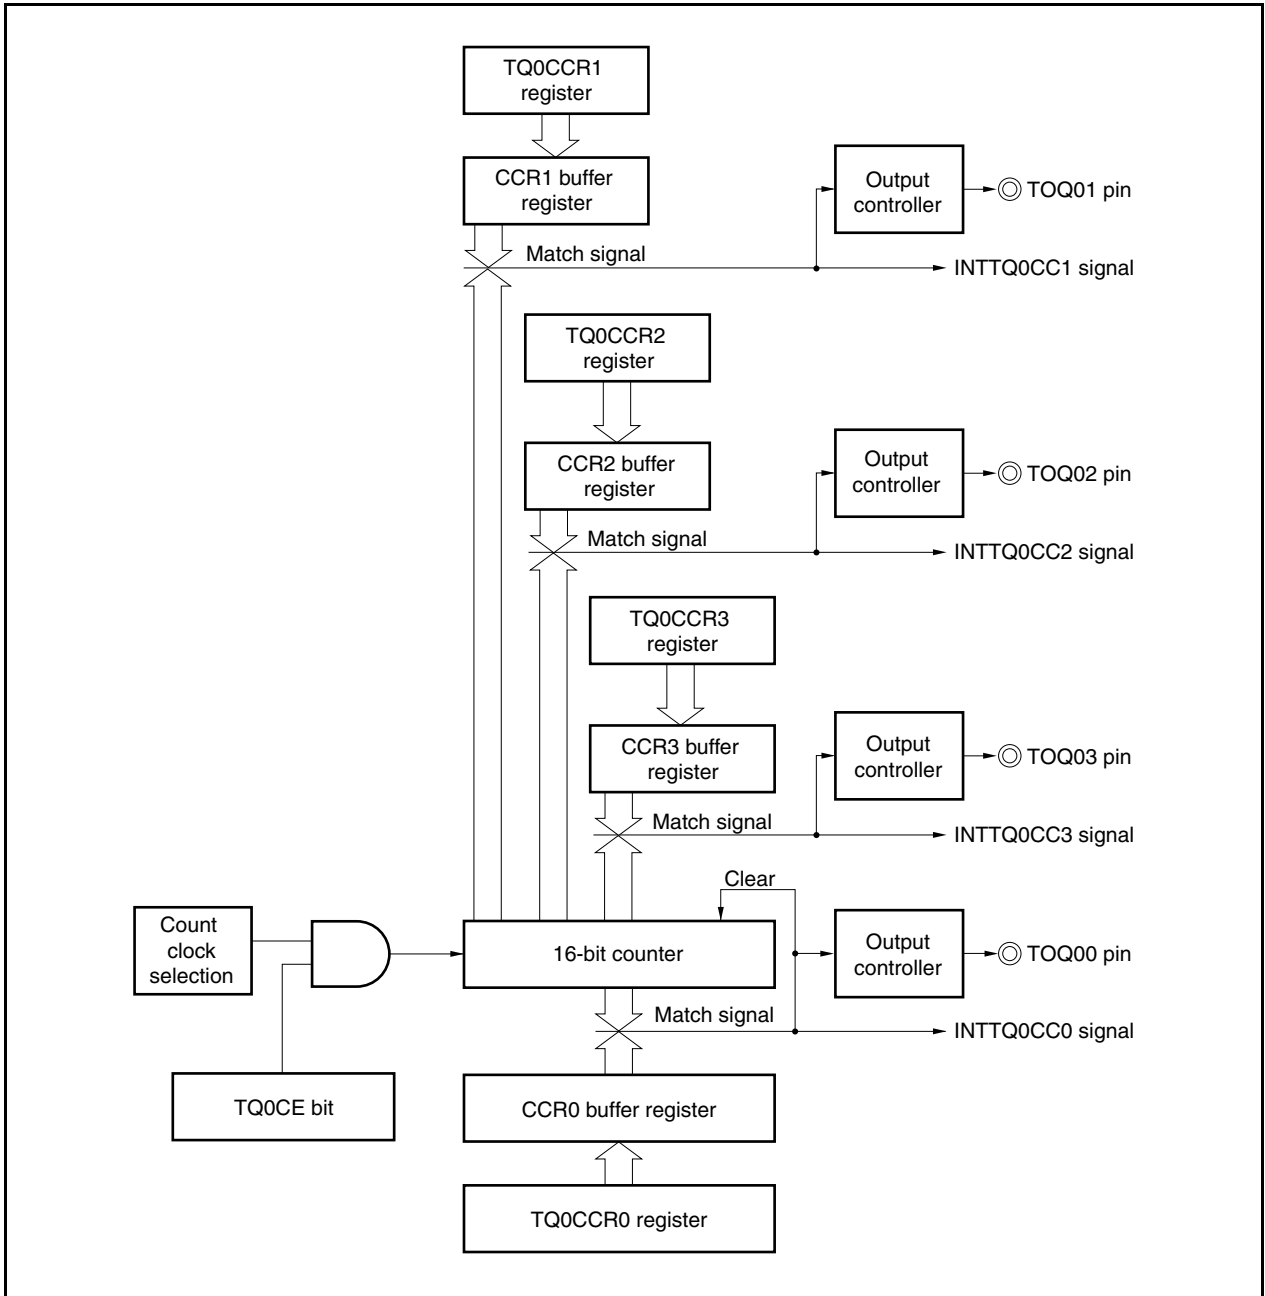 TQ0CCR1
register
CCR1 buffer
register
Output
controller
TOQ01 pin
Match signal
INTTQ0CC1 signal
TQ0CCR2
register
CCR2 buffer
register
Output
controller
TOQ02 pin
Match signal
INTTQ0CC2 signal
TQ0CCR3
register
CCR3 buffer
register
Output
controller
TOQ03 pin
Match signal
INTTQ0CC3 signal
Clear
Count
clock
selection
16-bit counter
Output
controller
TOQ00 pin
Match signal
INTTQ0CC0 signal
TQ0CE bit
CCR0 buffer register
TQ0CCR0 register